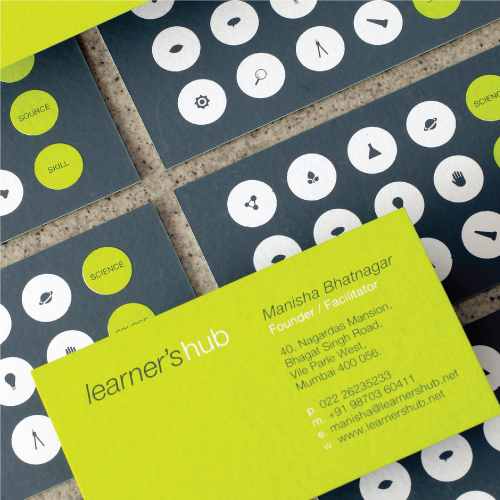 SOURCE
SKILL
SCIENCE
SCIENCE
learner's hub
Manisha Bhatnagar
Founder / Facilitator
40, Nagardas Mansion,
Bhagat Singh Road,
Vile Parle West,
Mumbai 400 056.
p 022 26235233
m +91 98703 60411
e manisha@learnershub.net
w www.learnershub.net